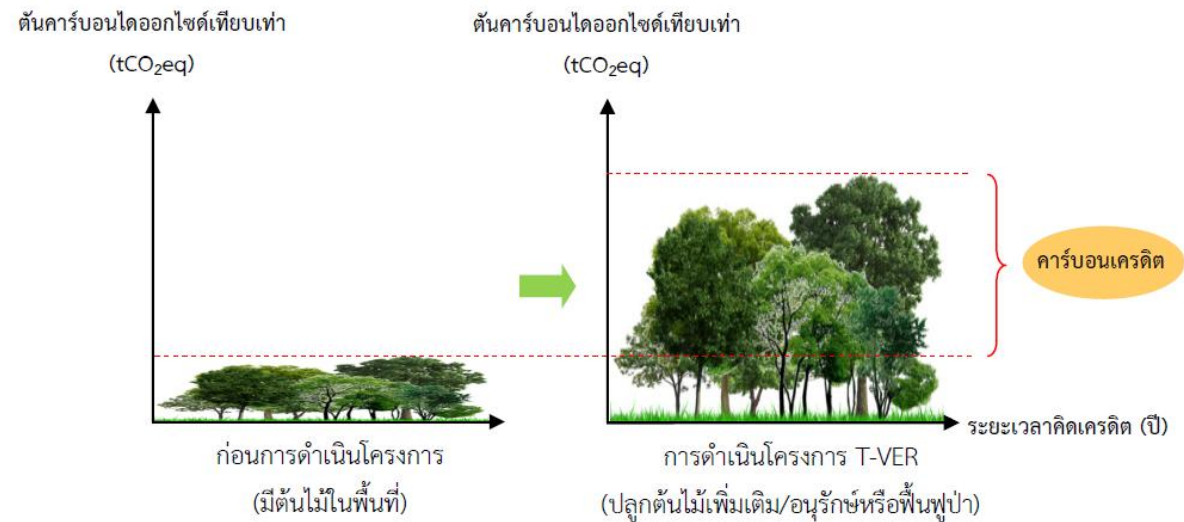 ตันคาร์บอนไดออกไซด์เทียบเท่า
(tCO₂eq)
ตันคาร์บอนไดออกไซด์เทียบเท่า
(tCO₂eq)
คาร์บอนเครดิต
ระยะเวลาคิดเครดิต (ปี)
ก่อนการดำเนินโครงการ
(มีต้นไม้ในพื้นที่)
การดำเนินโครงการ T-VER
(ปลูกต้นไม้เพิ่มเติม/อนุรักษ์หรือฟื้นฟูป่า)